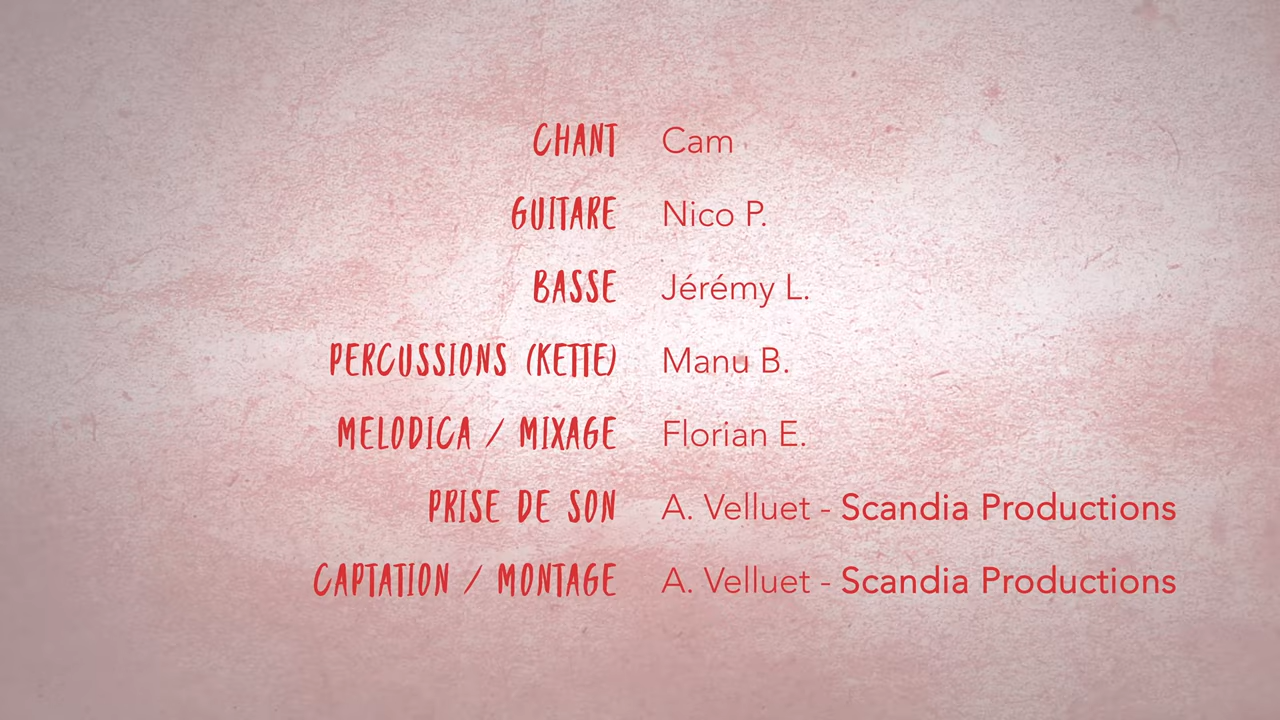 CHANT Cam
GUITARE Nico P.
BASSE Jérémy L.
PERCUSSIONS (KETTE) Manu B.
MELODICA / MIXAGE Florian E.
PRISE DE SON A. Velluet - Scandia Productions
CAPTATION / MONTAGE A. Velluet - Scandia Productions